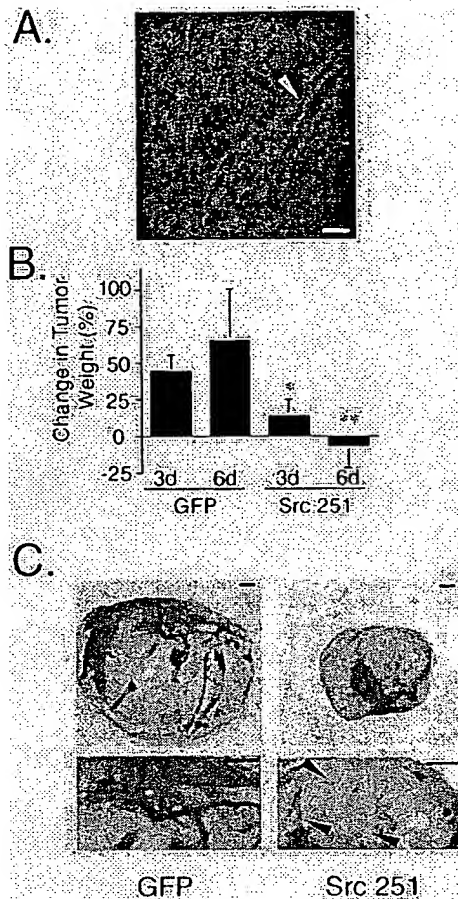 A.
B.
Change in Tumor
Weight (%)
100
75
50
25
0
-25
*
**
3d 6d 3d 6d
GFP Src 251
C.
GFP Src 251